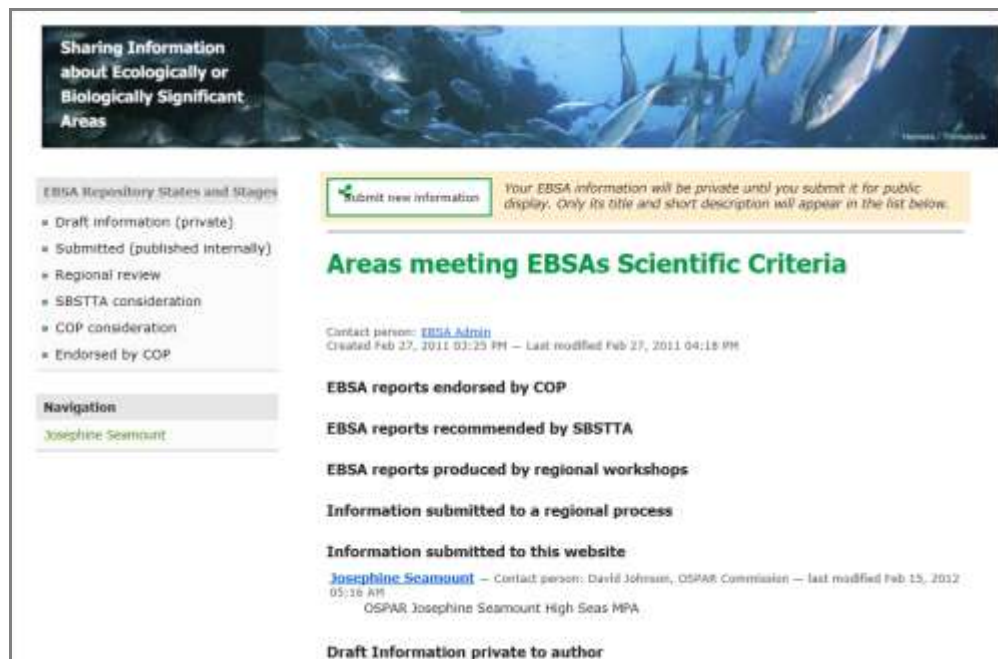 Sharing Information
about Ecologically or
Biologically Significant
Areas
EBSA Repository States and Stages
» Draft information (private)
» Submitted (published internally)
» Regional review
» SBSTTA consideration
» COP consideration
» Endorsed by COP
Navigation
Josephine Seamount
Submit new information
Your EBSA information will be private until you submit it for public
display. Only its title and short description will appear in the list below.
Areas meeting EBSAs Scientific Criteria
Contact person: EBSA Admin
Created Feb 27, 2011 03:25 PM — Last modified Feb 27, 2011 04:18 PM
EBSA reports endorsed by COP
EBSA reports recommended by SBSTTA
EBSA reports produced by regional workshops
Information submitted to a regional process
Information submitted to this website
Josephine Seamount — Contact person: David Johnson, OSPAR Commission — last modified Feb 15, 2012
05:16 AM
OSPAR Josephine Seamount High Seas MPA
Draft Information private to author